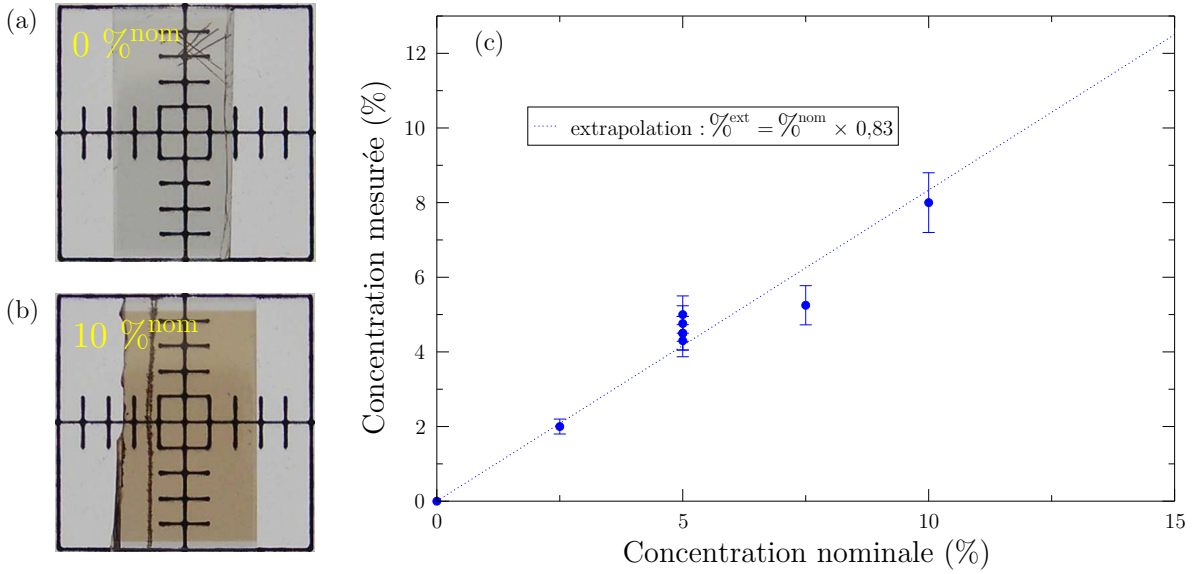 (a)
0 %nom
(b)
10 %nom
(c)
Concentration mesurée (%)
12
10
8
6
4
2
0
extrapolation : %ext = %nom × 0,83
0
5
10
15
Concentration nominale (%)